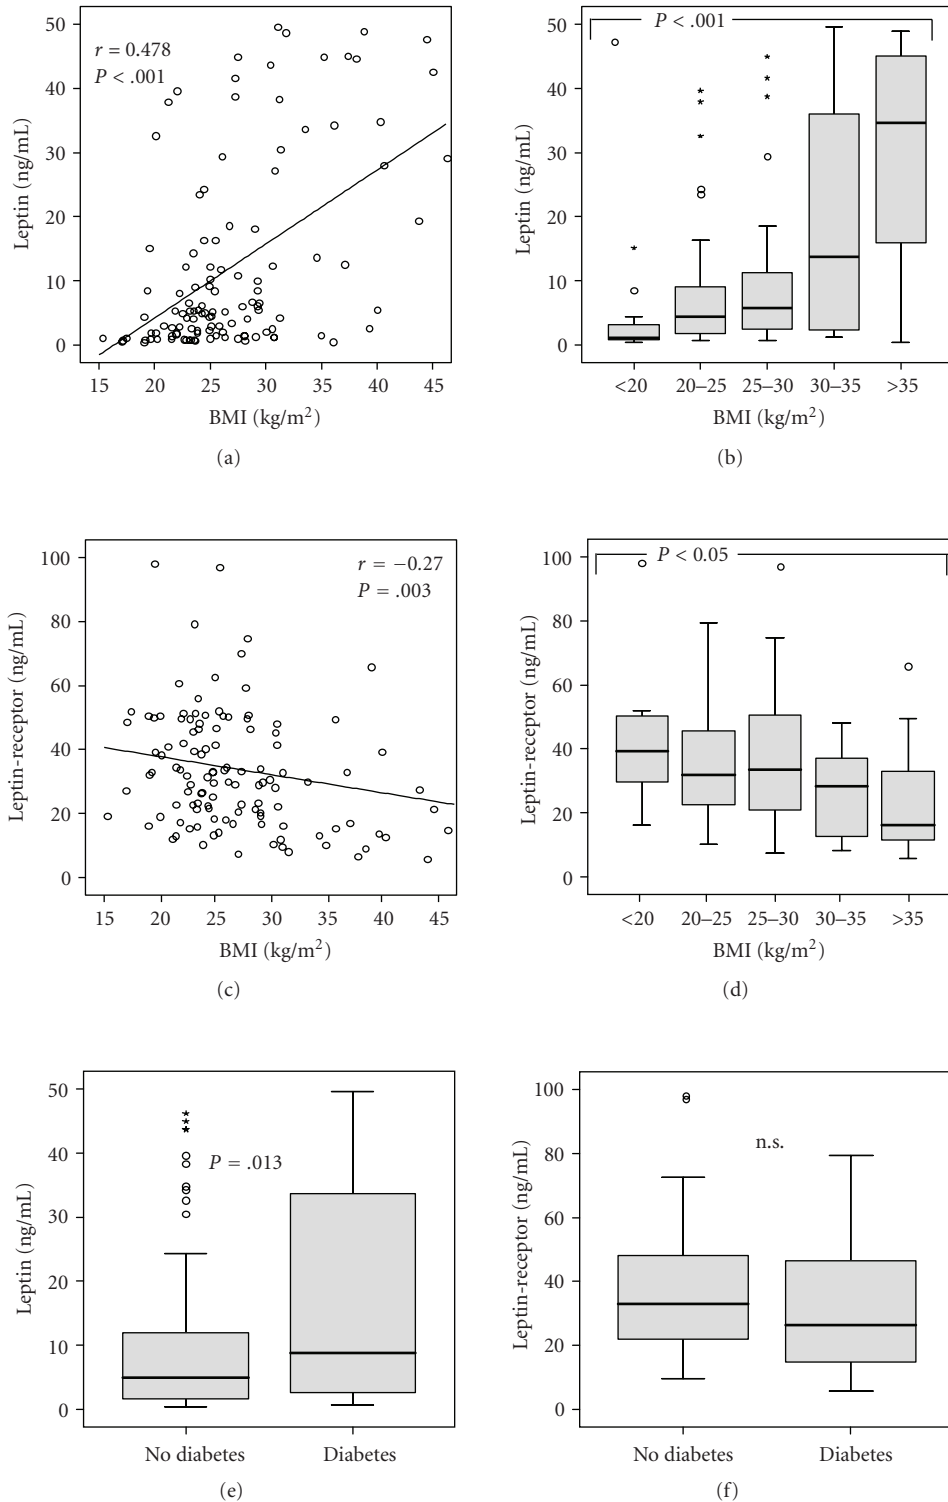 50
40
30
20
10
0
Leptin (ng/mL)
r = 0.478
P < .001
15 20 25 30 35 40 45
BMI (kg/m²)
(a)
50
40
30
20
10
0
Leptin (ng/mL)
P < .001
<20 20–25 25–30 30–35 >35
BMI (kg/m²)
(b)
100
80
60
40
20
0
Leptin-receptor (ng/mL)
r = −0.27
P = .003
15 20 25 30 35 40 45
BMI (kg/m²)
(c)
100
80
60
40
20
0
Leptin-receptor (ng/mL)
P < 0.05
<20 20–25 25–30 30–35 >35
BMI (kg/m²)
(d)
50
40
30
20
10
0
Leptin (ng/mL)
P = .013
No diabetes Diabetes
(e)
100
80
60
40
20
0
Leptin-receptor (ng/mL)
n.s.
No diabetes Diabetes
(f)